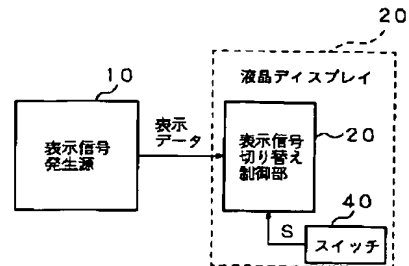 20
10
液晶ディスプレイ
表示信号
発生源
表示
データ
表示信号
切り替え
制御部
20
40
S
スイッチ